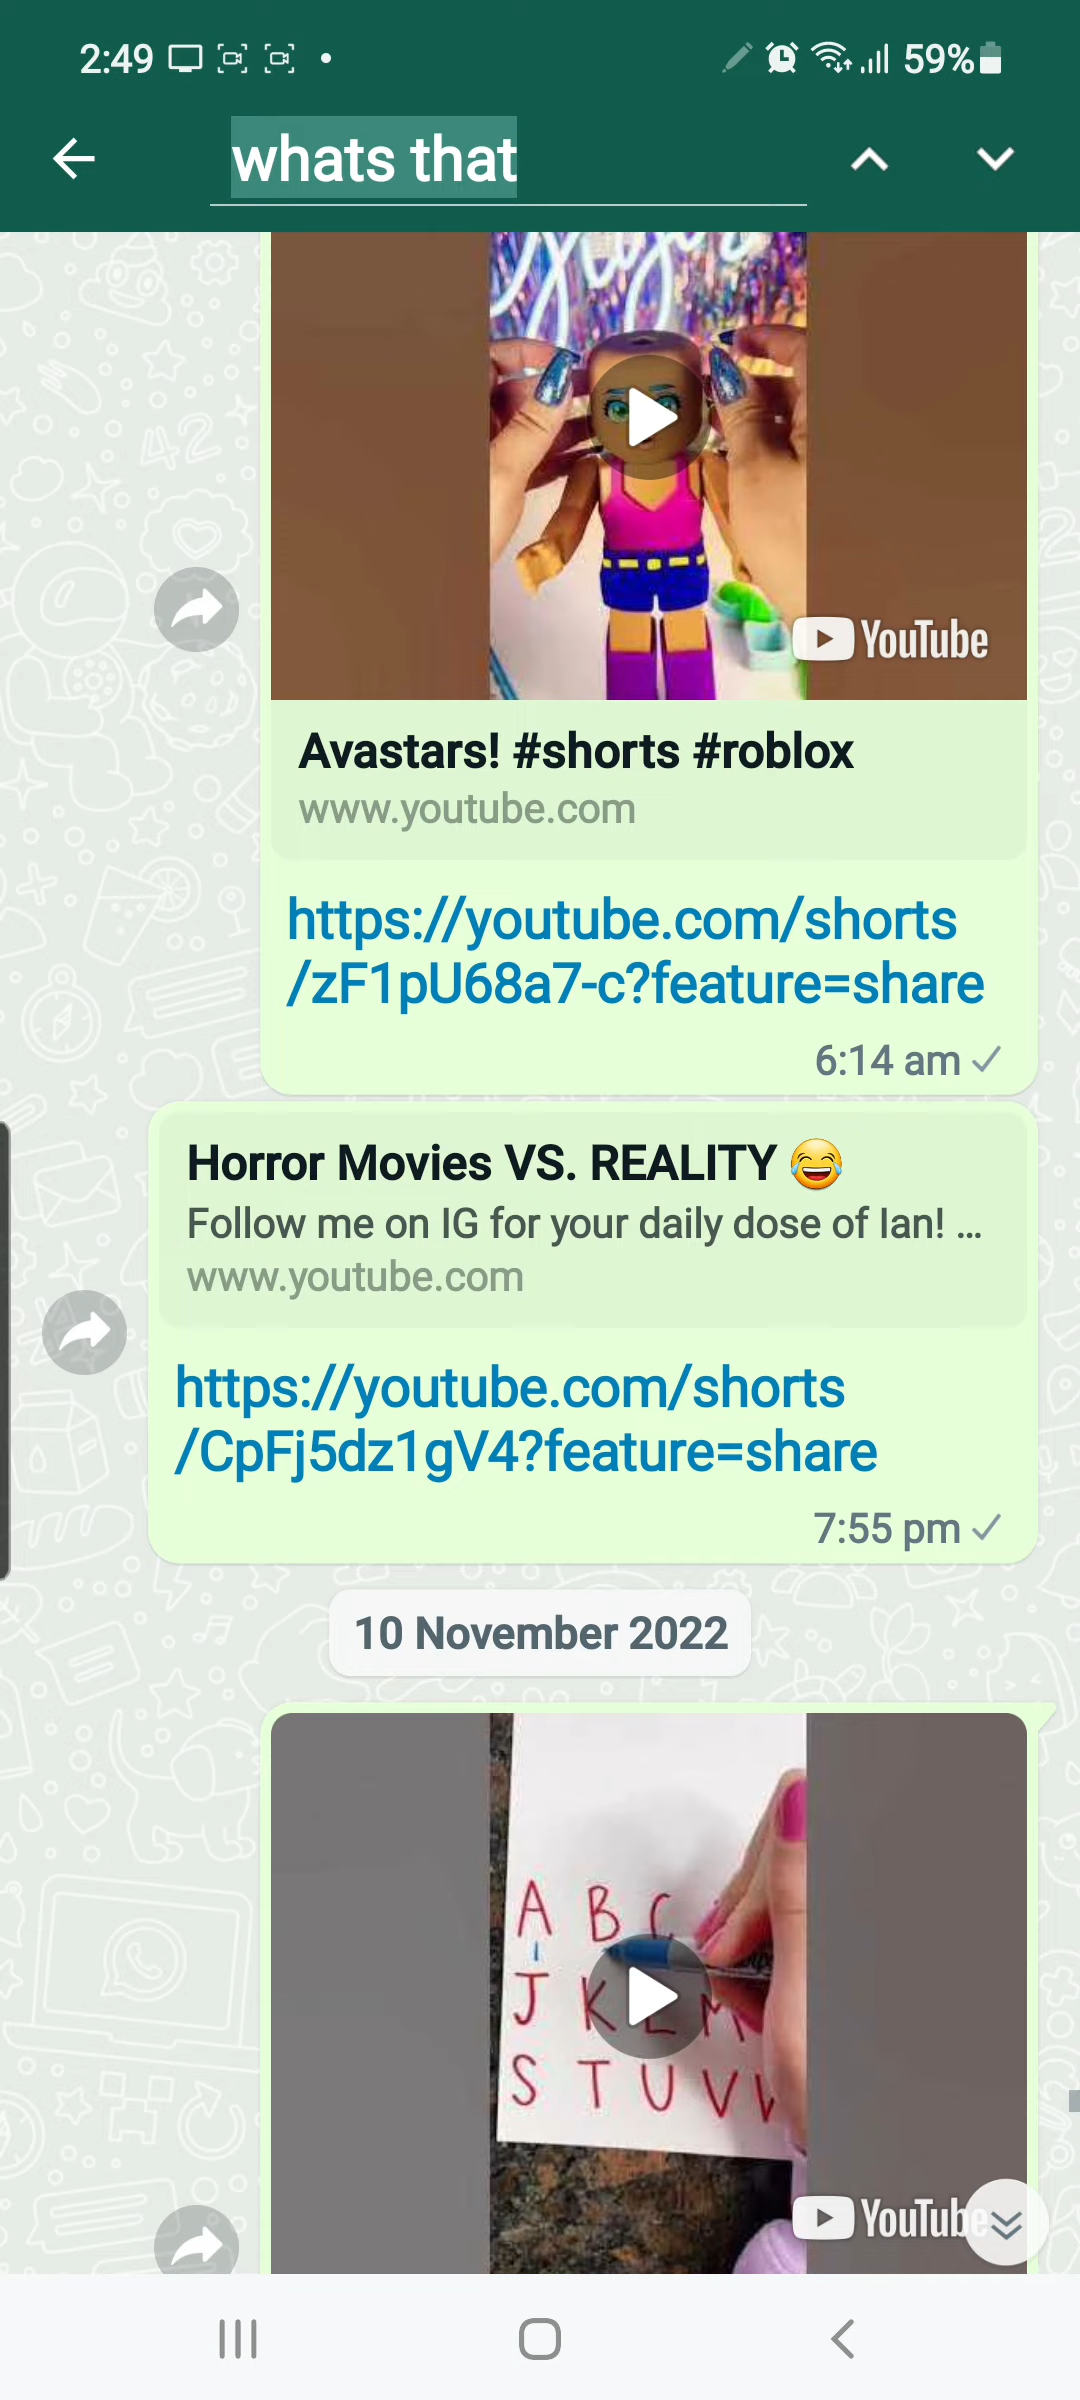 2:49
59%
whats that
YouTube
Avastars! #shorts #roblox
www.youtube.com
https://youtube.com/shorts
/zF1pU68a7-c?feature=share
6:14 am
Horror Movies VS. REALITY 😂
Follow me on IG for your daily dose of Ian! ...
www.youtube.com
https://youtube.com/shorts
/CpFj5dz1gV4?feature=share
7:55 pm
10 November 2022
A B C
J K L M
S T U V
YouTube